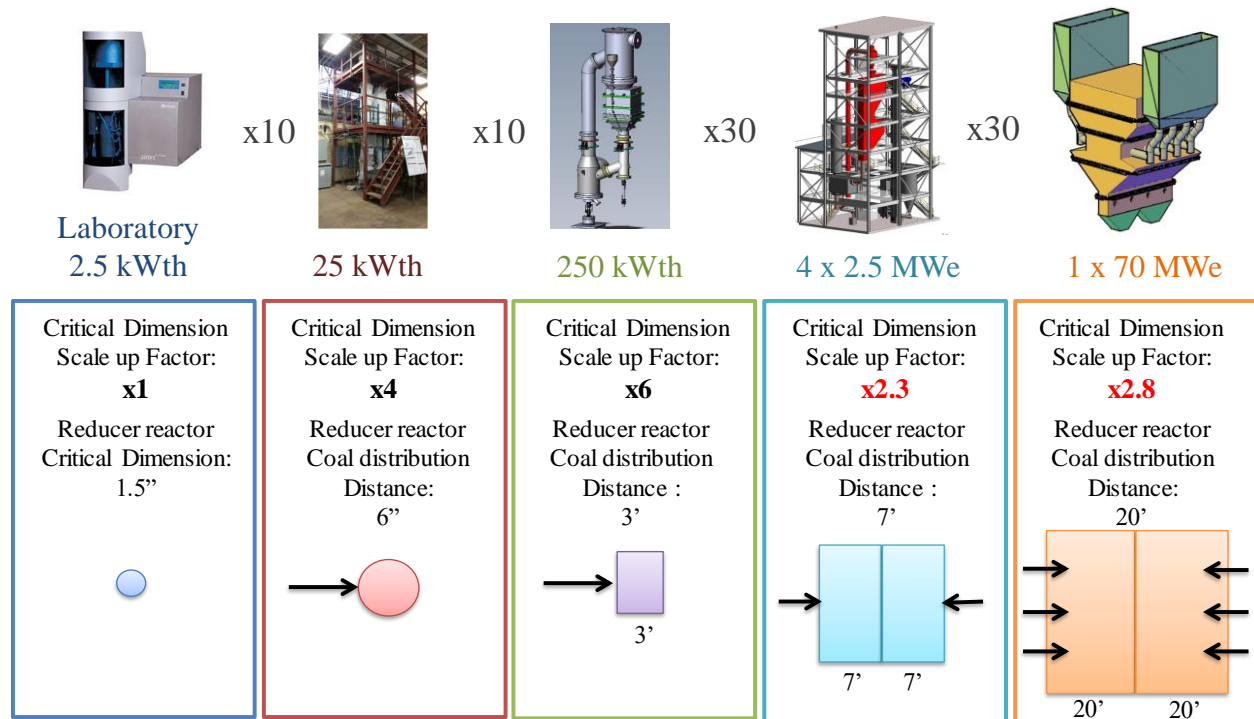 x10
x10
x30
x30
Laboratory
2.5 kWth
25 kWth
250 kWth
4 x 2.5 MWe
1 x 70 MWe
Critical Dimension
Scale up Factor:
x1
Reducer reactor
Critical Dimension:
1.5”
Critical Dimension
Scale up Factor:
x4
Reducer reactor
Coal distribution
Distance:
6”
Critical Dimension
Scale up Factor:
x6
Reducer reactor
Coal distribution
Distance :
3’
3’
Critical Dimension
Scale up Factor:
x2.3
Reducer reactor
Coal distribution
Distance :
7’
7’ 7’
Critical Dimension
Scale up Factor:
x2.8
Reducer reactor
Coal distribution
Distance:
20’
20’ 20’